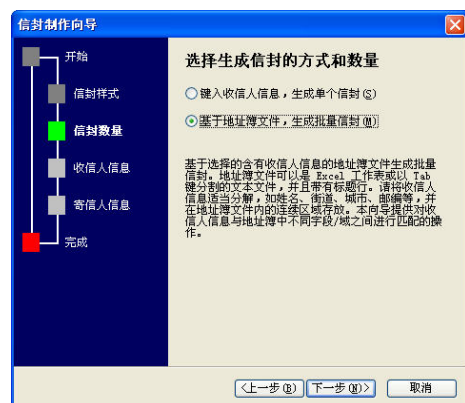 信封制作向导
开始
信封样式
信封数量
收信人信息
寄信人信息
完成
选择生成信封的方式和数量
键入收信人信息，生成单个信封(S)
基于地址簿文件，生成批量信封(M)
基于选择的含有收信人信息的地址簿文件生成批量
信封。地址簿文件可以是 Excel 工作表或以 Tab
键分割的文本文件，并且带有标题行。请将收信人
信息适当分解，如姓名、街道、城市、邮编等，并
在地址簿文件内的连续区域存放。本向导提供对收
信人信息与地址簿中不同字段/域之间进行匹配的操
作。
<上一步(B) 下一步(N)> 取消